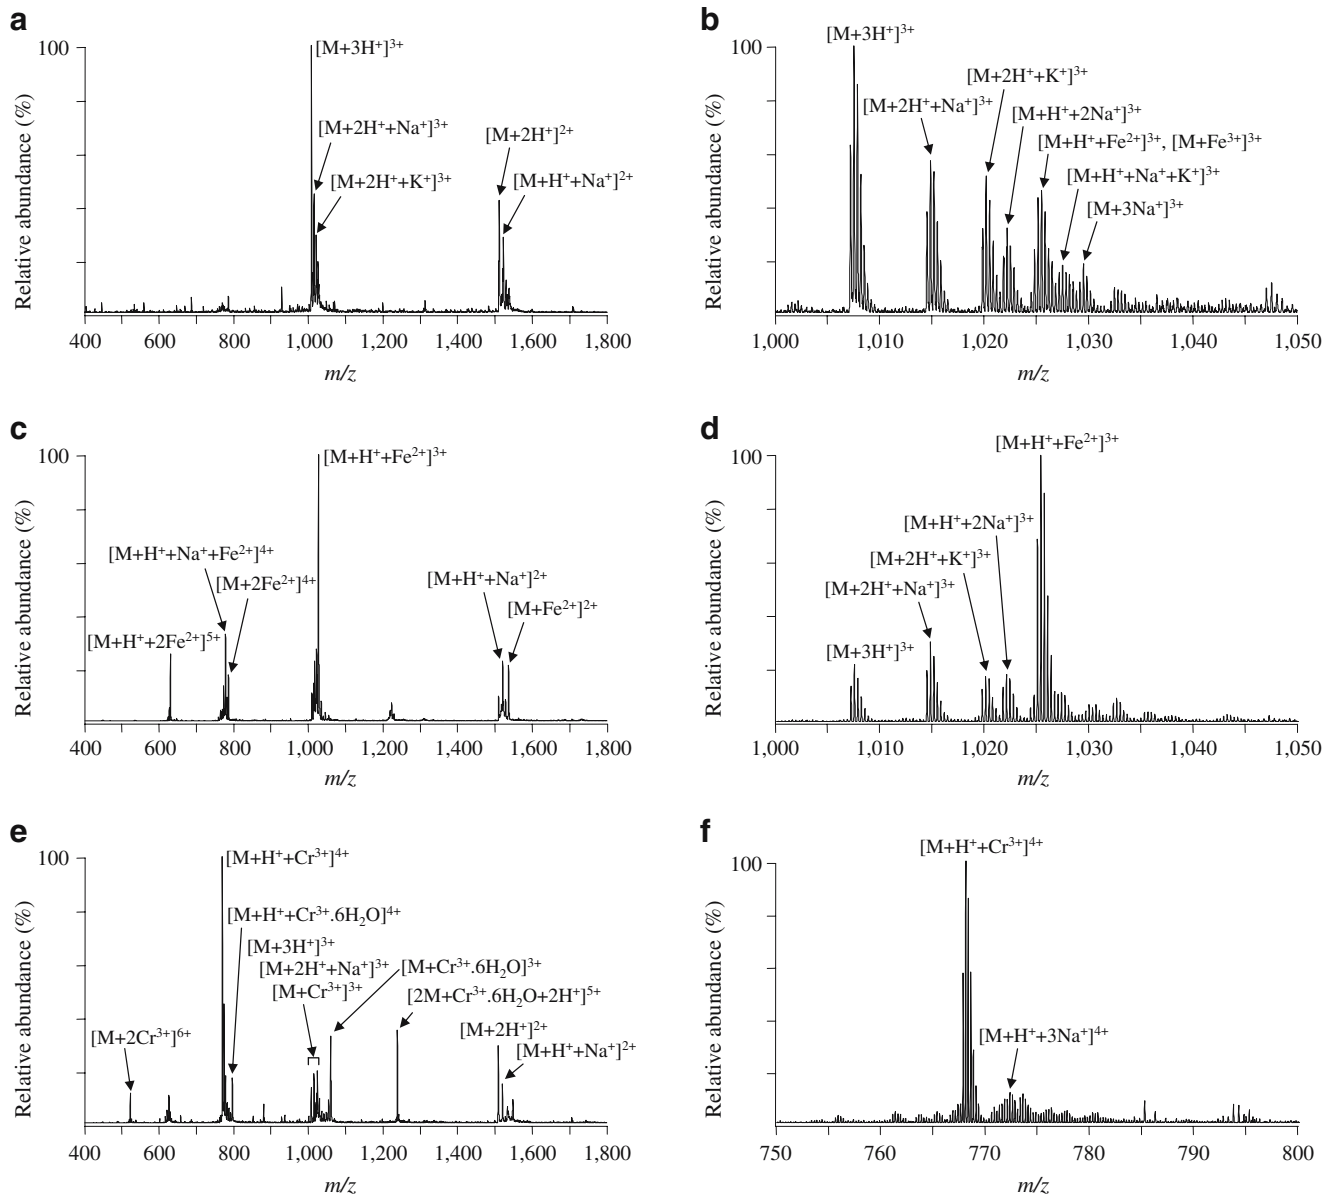 a
Relative abundance (%)
100
[M+3H⁺]³⁺
[M+2H⁺+Na⁺]³⁺
[M+2H⁺+K⁺]³⁺
[M+2H⁺]²⁺
[M+H⁺+Na⁺]²⁺
400 600 800 1,000 1,200 1,400 1,600 1,800
m/z
b
Relative abundance (%)
100
[M+3H⁺]³⁺
[M+2H⁺+K⁺]³⁺
[M+2H⁺+Na⁺]³⁺
[M+H⁺+2Na⁺]³⁺
[M+H⁺+Fe²⁺]³⁺, [M+Fe³⁺]³⁺
[M+H⁺+Na⁺+K⁺]³⁺
[M+3Na⁺]³⁺
1,000 1,010 1,020 1,030 1,040 1,050
m/z
c
Relative abundance (%)
100
[M+H⁺+Fe²⁺]³⁺
[M+H⁺+Na⁺+Fe²⁺]⁴⁺
[M+2Fe²⁺]⁴⁺
[M+H⁺+2Fe²⁺]⁵⁺
[M+H⁺+Na⁺]²⁺
[M+Fe²⁺]²⁺
400 600 800 1,000 1,200 1,400 1,600 1,800
m/z
d
Relative abundance (%)
100
[M+H⁺+Fe²⁺]³⁺
[M+H⁺+2Na⁺]³⁺
[M+2H⁺+K⁺]³⁺
[M+2H⁺+Na⁺]³⁺
[M+3H⁺]³⁺
1,000 1,010 1,020 1,030 1,040 1,050
m/z
e
Relative abundance (%)
100
[M+H⁺+Cr³⁺]⁴⁺
[M+H⁺+Cr³⁺.6H₂O]⁴⁺
[M+3H⁺]³⁺
[M+2H⁺+Na⁺]³⁺
[M+Cr³⁺]³⁺
[M+Cr³⁺.6H₂O]³⁺
[2M+Cr³⁺.6H₂O+2H⁺]⁵⁺
[M+2Cr³⁺]⁶⁺
[M+2H⁺]²⁺
[M+H⁺+Na⁺]²⁺
400 600 800 1,000 1,200 1,400 1,600 1,800
m/z
f
Relative abundance (%)
100
[M+H⁺+Cr³⁺]⁴⁺
[M+H⁺+3Na⁺]⁴⁺
750 760 770 780 790 800
m/z